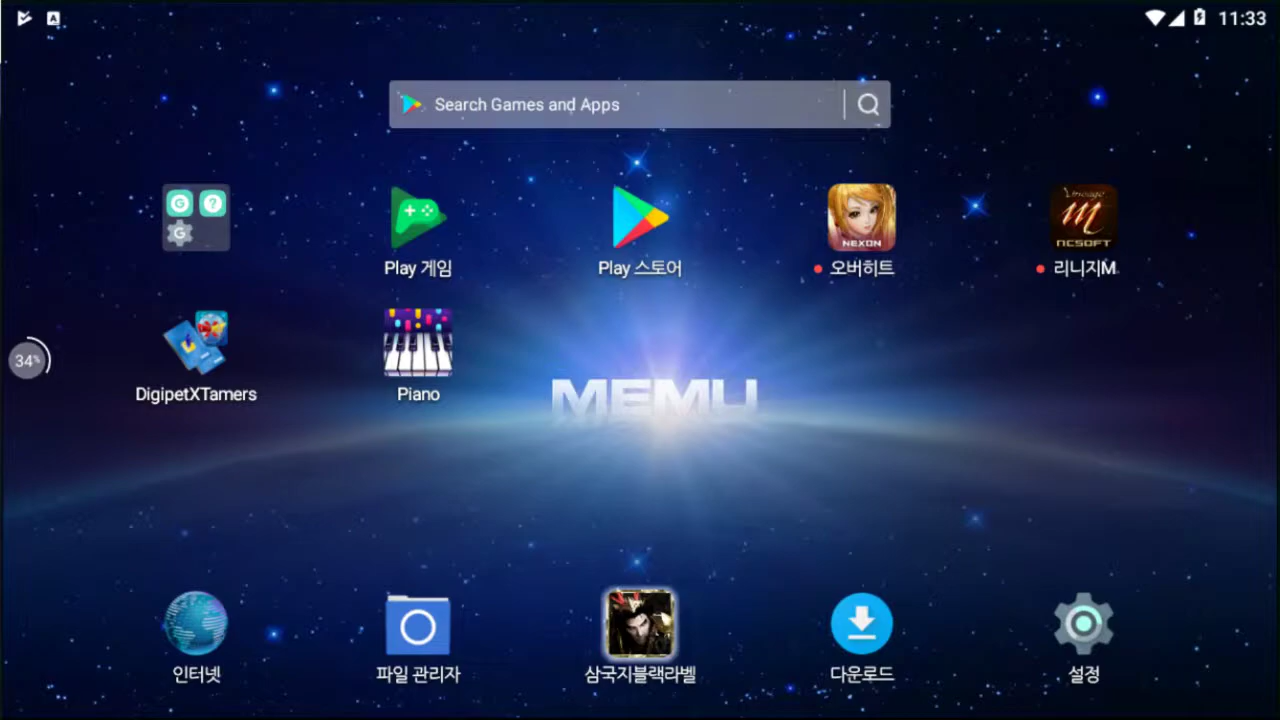 11:33
Search Games and Apps
G
?
G
Play 게임
Play 스토어
NEXON
오버히트
Lineage
m
NCSOFT
리니지M
34%
DigipetXTamers
Piano
MEMU
인터넷
파일 관리자
삼국지블랙라벨
다운로드
설정